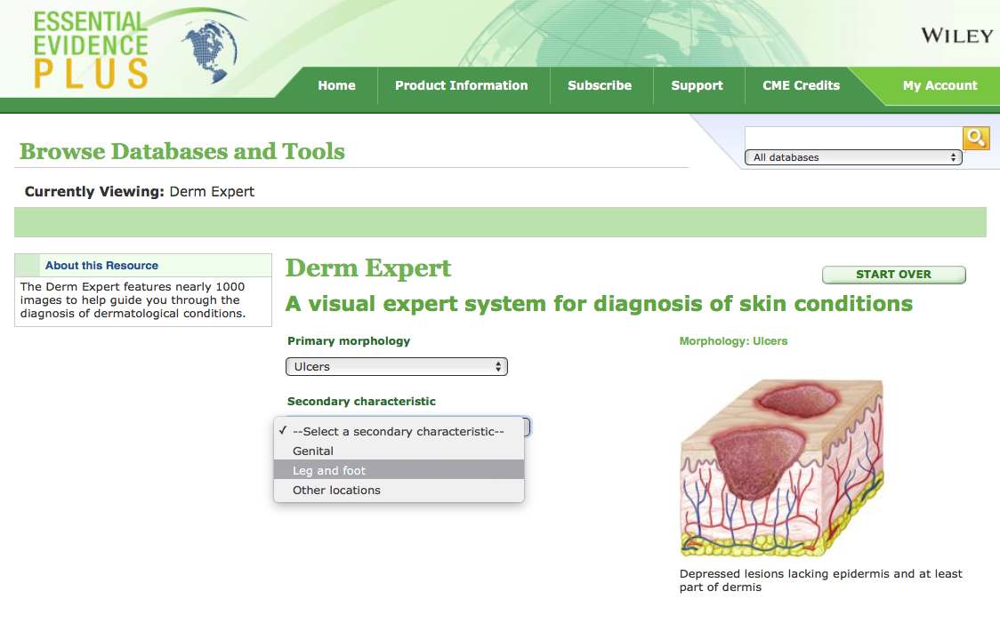 ESSENTIAL
EVIDENCE
PLUS
WILEY
Home
Product Information
Subscribe
Support
CME Credits
My Account
Browse Databases and Tools
All databases
Currently Viewing: Derm Expert
About this Resource
The Derm Expert features nearly 1000
images to help guide you through the
diagnosis of dermatological conditions.
Derm Expert
START OVER
A visual expert system for diagnosis of skin conditions
Primary morphology
Ulcers
Secondary characteristic
--Select a secondary characteristic--
Genital
Leg and foot
Other locations
Morphology: Ulcers
Depressed lesions lacking epidermis and at least
part of dermis